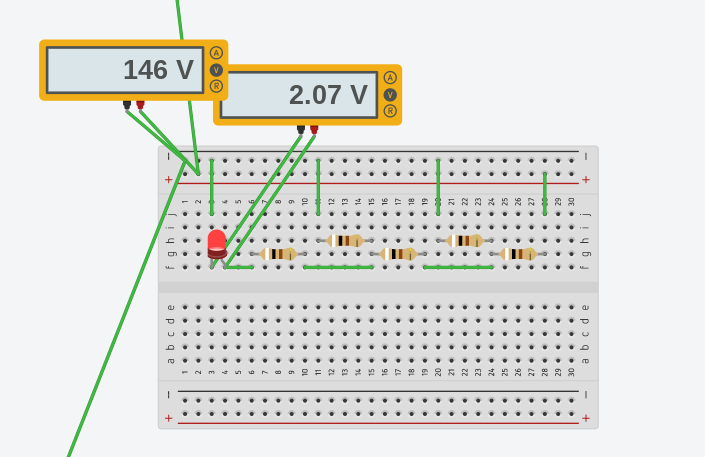 146 V
A
V
R
2.07 V
A
V
R
− −
+ +
1 2 3 4 5 6 7 8 9 10 11 12 13 14 15 16 17 18 19 20 21 22 23 24 25 26 27 28 29 30
j j
i i
h h
g g
f f
e e
d d
c c
b b
a a
1 2 3 4 5 6 7 8 9 10 11 12 13 14 15 16 17 18 19 20 21 22 23 24 25 26 27 28 29 30
− −
+ +